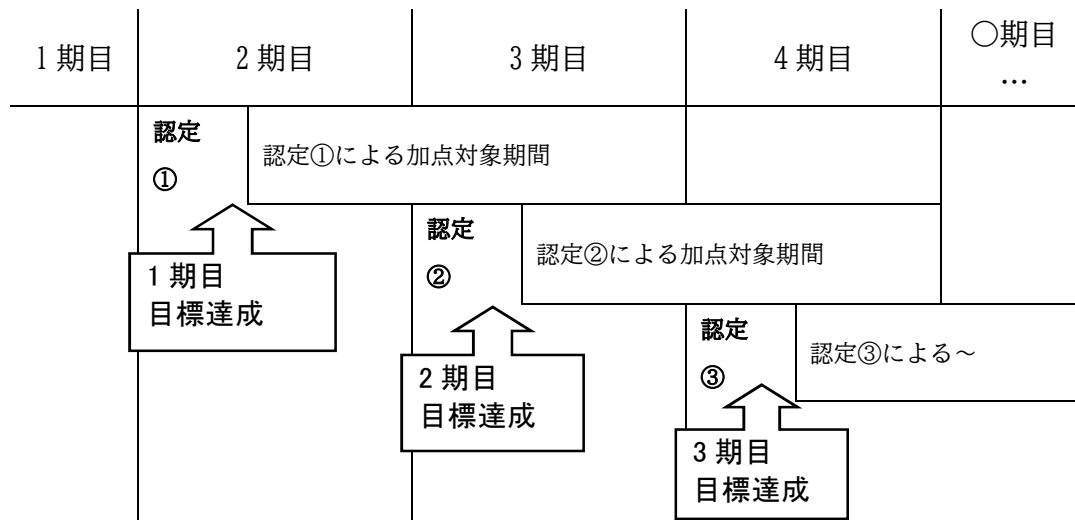 1期目
2期目
3期目
4期目
○期目
…
認定
①
認定①による加点対象期間
1期目
目標達成
認定
②
認定②による加点対象期間
2期目
目標達成
認定
③
認定③による～
3期目
目標達成